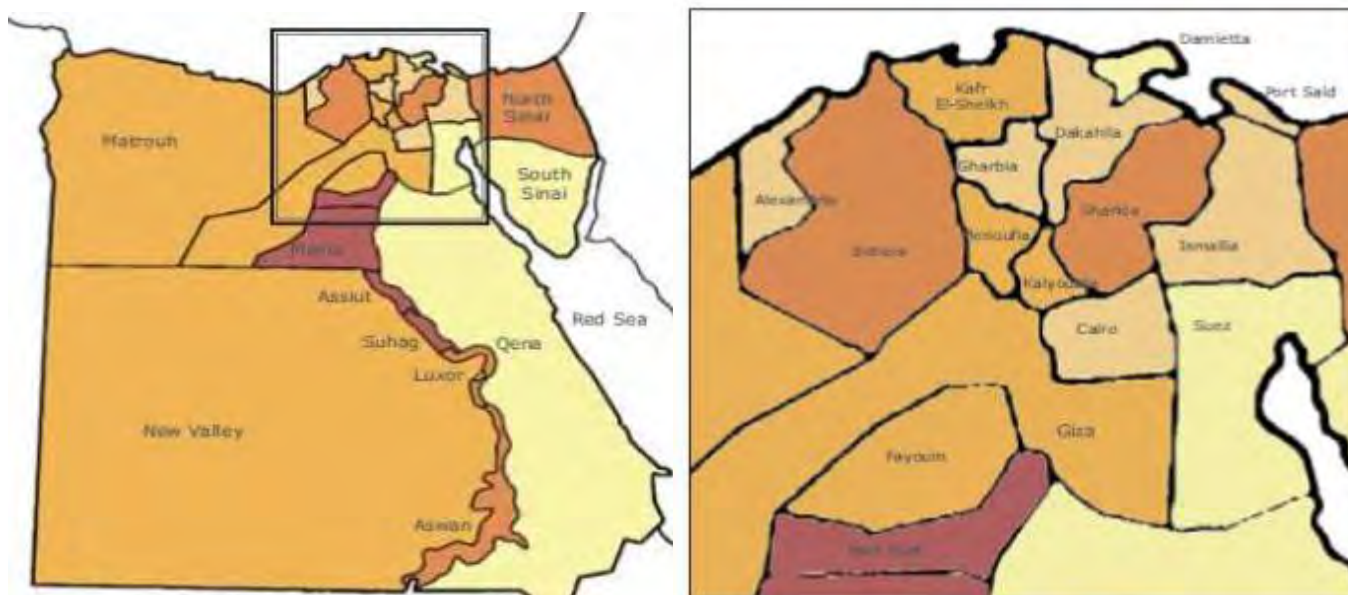 Matrouh
North
Sinai
South
Sinai
Minia
Assiut
Red Sea
Suhag
Qena
Luxor
New Valley
Aswan
Damietta
Port Said
Kafr
El-Sheikh
Dakahlia
Gharbia
Alexandria
Sharkia
Menoufia
Behera
Ismailia
Kalyoubia
Cairo
Suez
Giza
Fayoum
Beni Suef